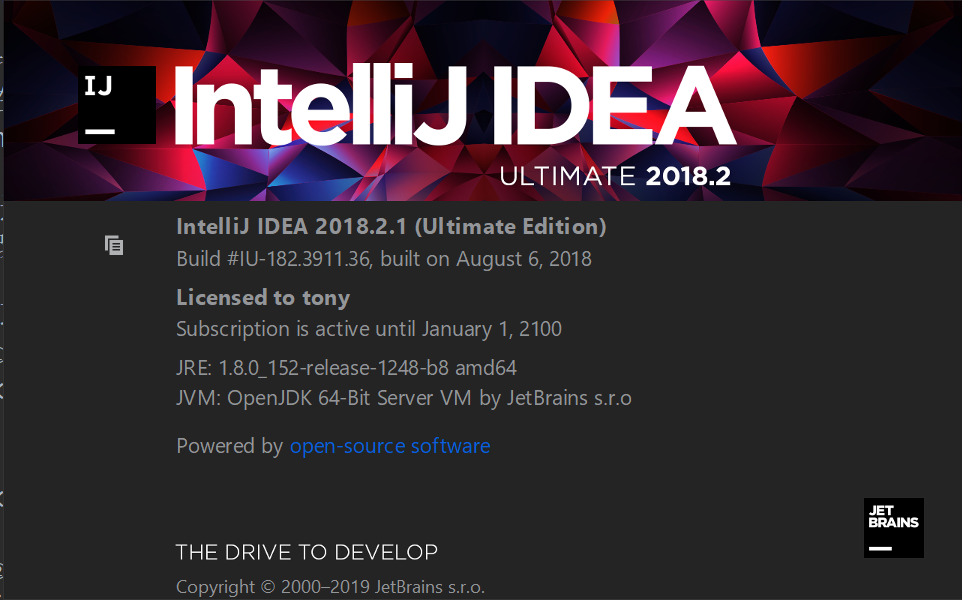 IJ
IntelliJ IDEA
ULTIMATE 2018.2
IntelliJ IDEA 2018.2.1 (Ultimate Edition)
Build #IU-182.3911.36, built on August 6, 2018
Licensed to tony
Subscription is active until January 1, 2100
JRE: 1.8.0_152-release-1248-b8 amd64
JVM: OpenJDK 64-Bit Server VM by JetBrains s.r.o
Powered by open-source software
JET
BRAINS
THE DRIVE TO DEVELOP
Copyright © 2000–2019 JetBrains s.r.o.